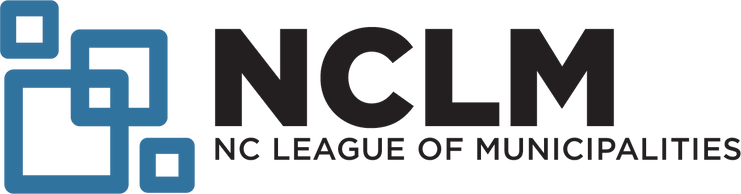 NCLM
NC LEAGUE OF MUNICIPALITIES